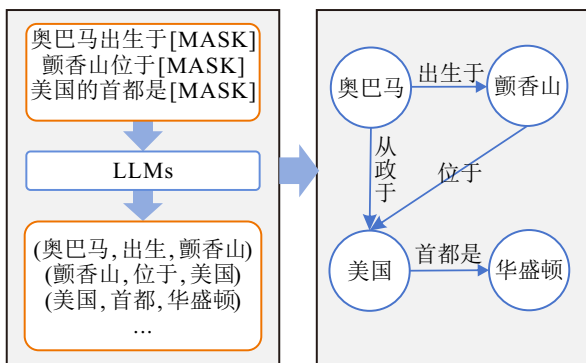 奥巴马出生于[MASK]
颤香山位于[MASK]
美国的首都是[MASK]
LLMs
(奥巴马,出生,颤香山)
(颤香山,位于,美国)
(美国,首都,华盛顿)
...
奥巴马
出生于
颤香山
从政于
位于
美国
首都是
华盛顿